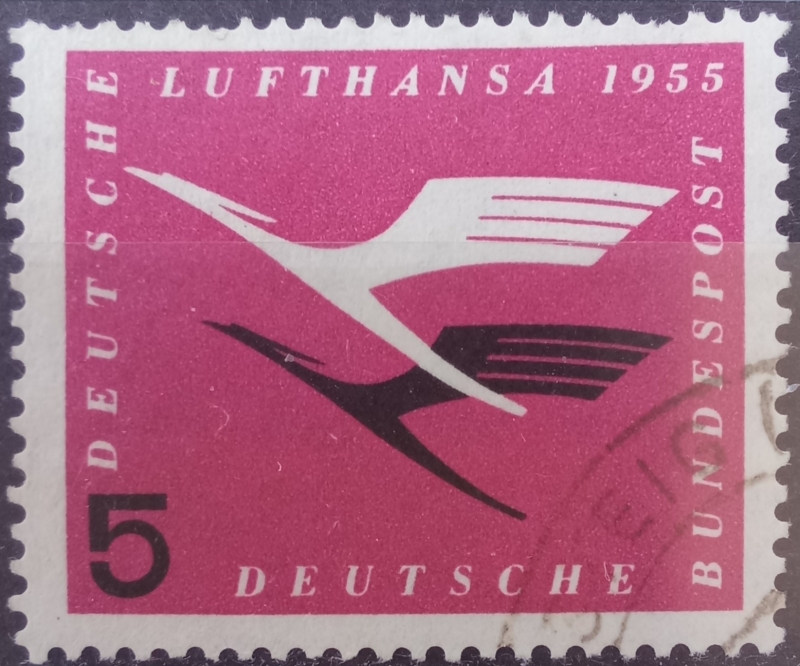 DEUTSCHE
LUFTHANSA 1955
5
DEUTSCHE
BUNDESPOST